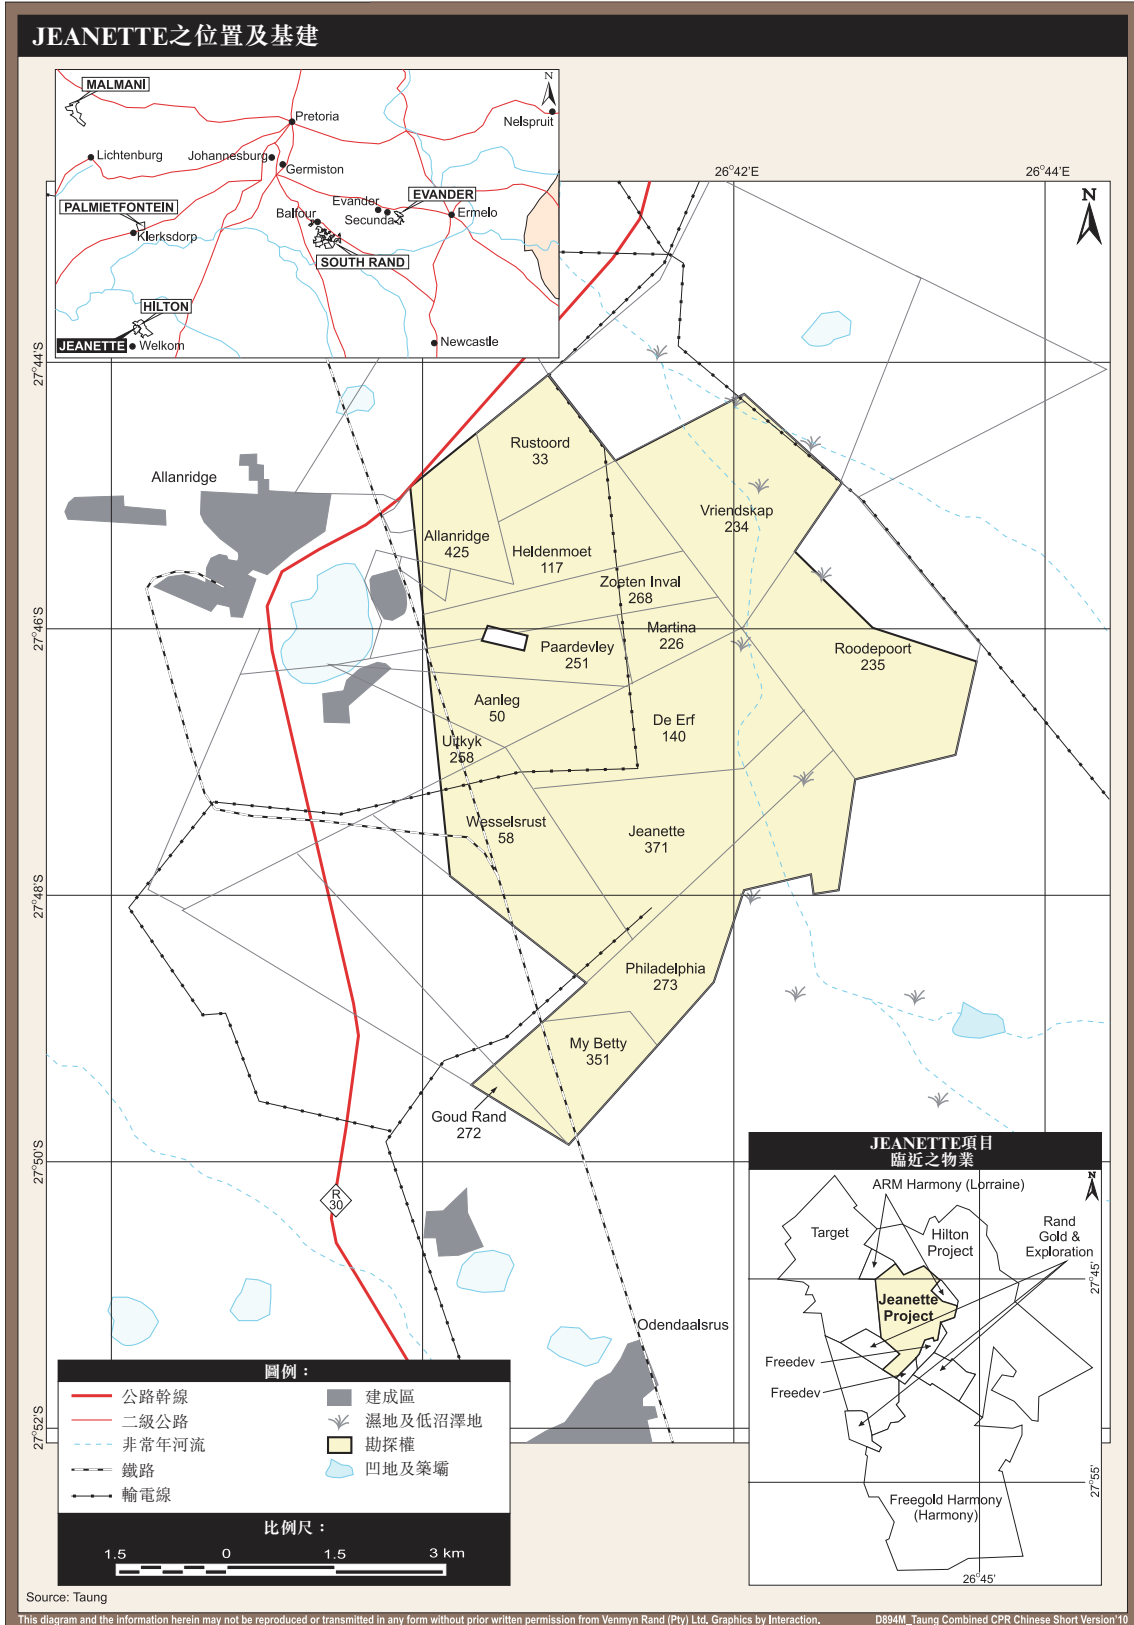 JEANETTE之位置及基建
MALMANI
N
Pretoria
Nelspruit
Lichtenburg
Johannesburg
Germiston
Evander
EVANDER
PALMIETFONTEIN
Balfour
Secunda
Ermelo
Klerksdorp
SOUTH RAND
HILTON
JEANETTE
Welkom
Newcastle
26°42'E
26°44'E
N
27°44'S
27°46'S
27°48'S
27°50'S
27°52'S
Rustoord
33
Allanridge
Vriendskap
234
Allanridge
425
Heldenmoet
117
Zoeten Inval
268
Martina
226
Paardevley
251
Roodepoort
235
Aanleg
50
De Erf
140
Uitkyk
258
Wesselsrust
58
Jeanette
371
Philadelphia
273
My Betty
351
Goud Rand
272
R
30
Odendaalsrus
JEANETTE項目
臨近之物業
N
ARM Harmony (Lorraine)
Target
Hilton
Project
Rand
Gold &
Exploration
27°45'
Jeanette
Project
Freedev
Freedev
27°55'
Freegold Harmony
(Harmony)
26°45'
圖例：
公路幹線
二級公路
非常年河流
鐵路
輸電線
建成區
濕地及低沼澤地
勘探權
凹地及築壩
比例尺：
1.5 0 1.5 3 km
Source: Taung
This diagram and the information herein may not be reproduced or transmitted in any form without prior written permission from Venmyn Rand (Pty) Ltd. Graphics by Interaction.
D894M_Taung Combined CPR Chinese Short Version'10